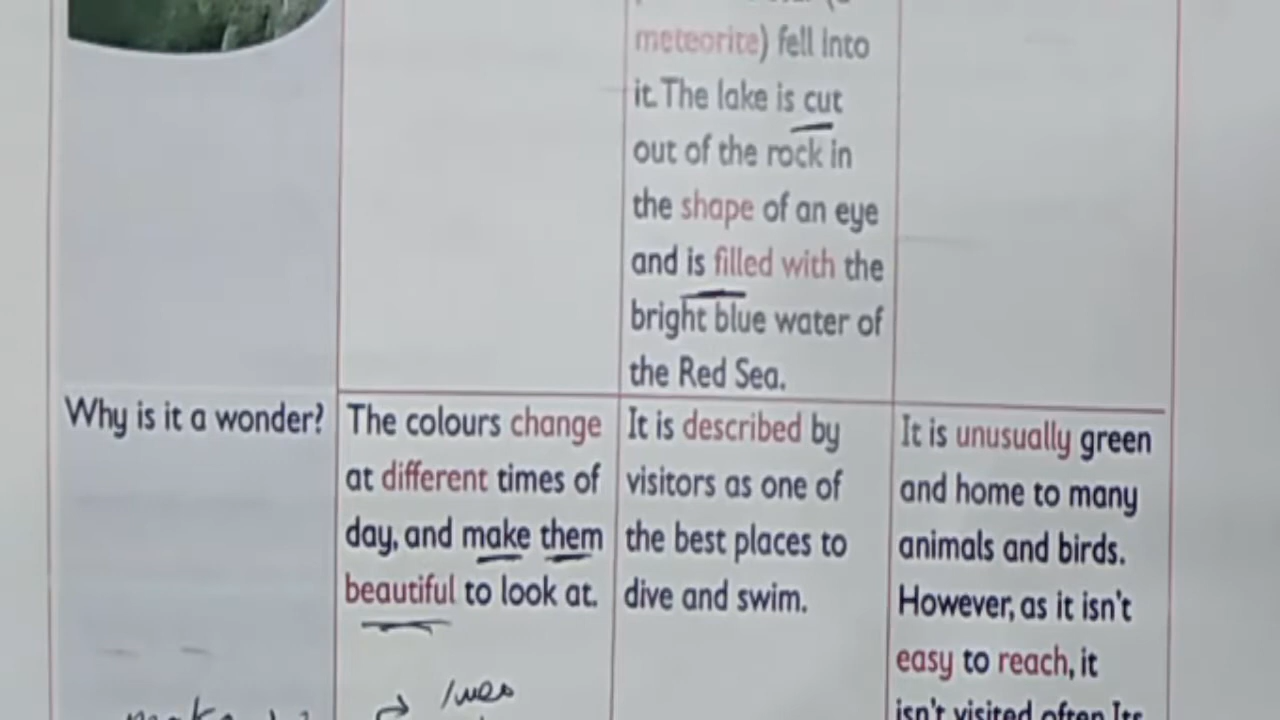 meteorite) fell into
it. The lake is cut
out of the rock in
the shape of an eye
and is filled with the
bright blue water of
the Red Sea.
Why is it a wonder?
The colours change
at different times of
day, and make them
beautiful to look at.
It is described by
visitors as one of
the best places to
dive and swim.
It is unusually green
and home to many
animals and birds.
However, as it isn't
easy to reach, it
isn't visited often. Its